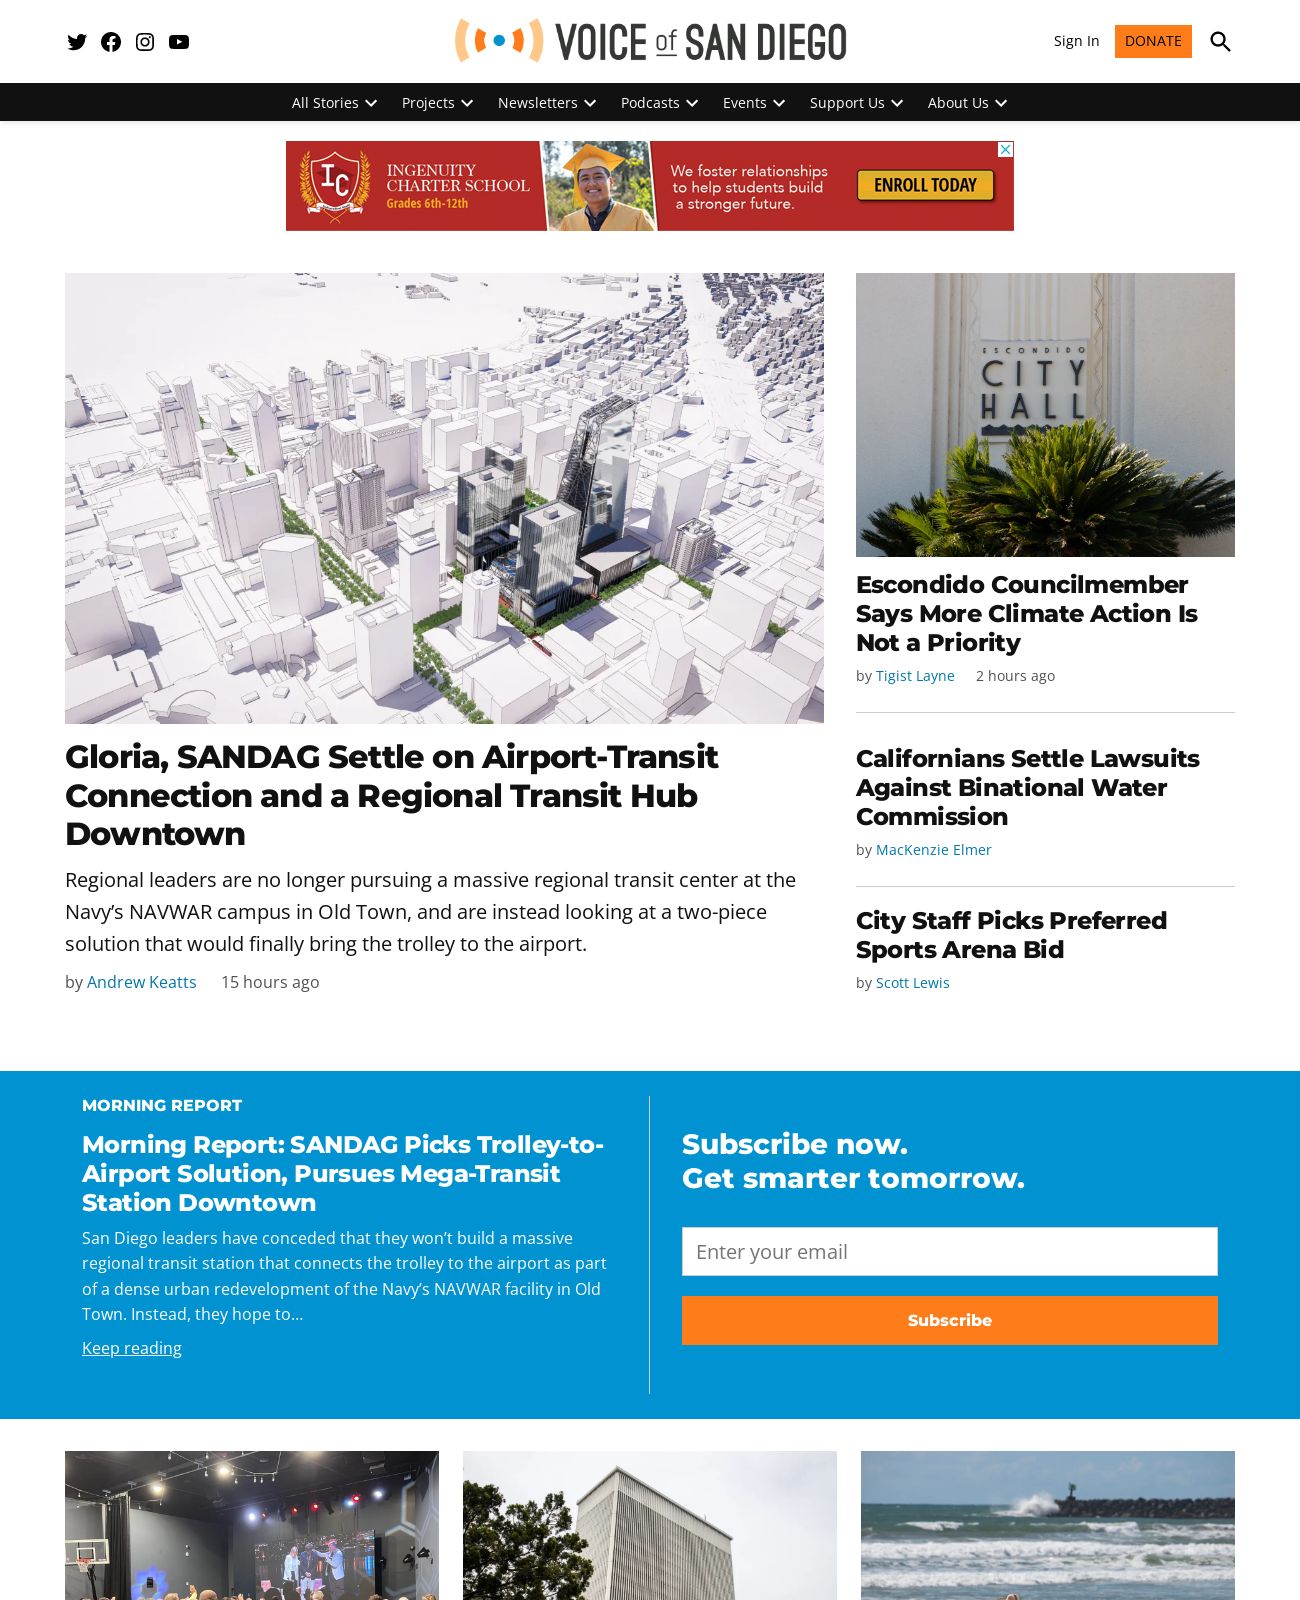 VOICE of SAN DIEGO
Sign In
DONATE
All Stories
Projects
Newsletters
Podcasts
Events
Support Us
About Us
IC
INGENUITY
CHARTER SCHOOL
Grades 6th-12th
We foster relationships
to help students build
a stronger future.
ENROLL TODAY
Gloria, SANDAG Settle on Airport-Transit
Connection and a Regional Transit Hub
Downtown
Regional leaders are no longer pursuing a massive regional transit center at the
Navy’s NAVWAR campus in Old Town, and are instead looking at a two-piece
solution that would finally bring the trolley to the airport.
by Andrew Keatts 15 hours ago
ESCONDIDO
CITY
HALL
Escondido Councilmember
Says More Climate Action Is
Not a Priority
by Tigist Layne 2 hours ago
Californians Settle Lawsuits
Against Binational Water
Commission
by MacKenzie Elmer
City Staff Picks Preferred
Sports Arena Bid
by Scott Lewis
MORNING REPORT
Morning Report: SANDAG Picks Trolley-to-
Airport Solution, Pursues Mega-Transit
Station Downtown
San Diego leaders have conceded that they won’t build a massive
regional transit station that connects the trolley to the airport as part
of a dense urban redevelopment of the Navy’s NAVWAR facility in Old
Town. Instead, they hope to…
Keep reading
Subscribe now.
Get smarter tomorrow.
Enter your email
Subscribe